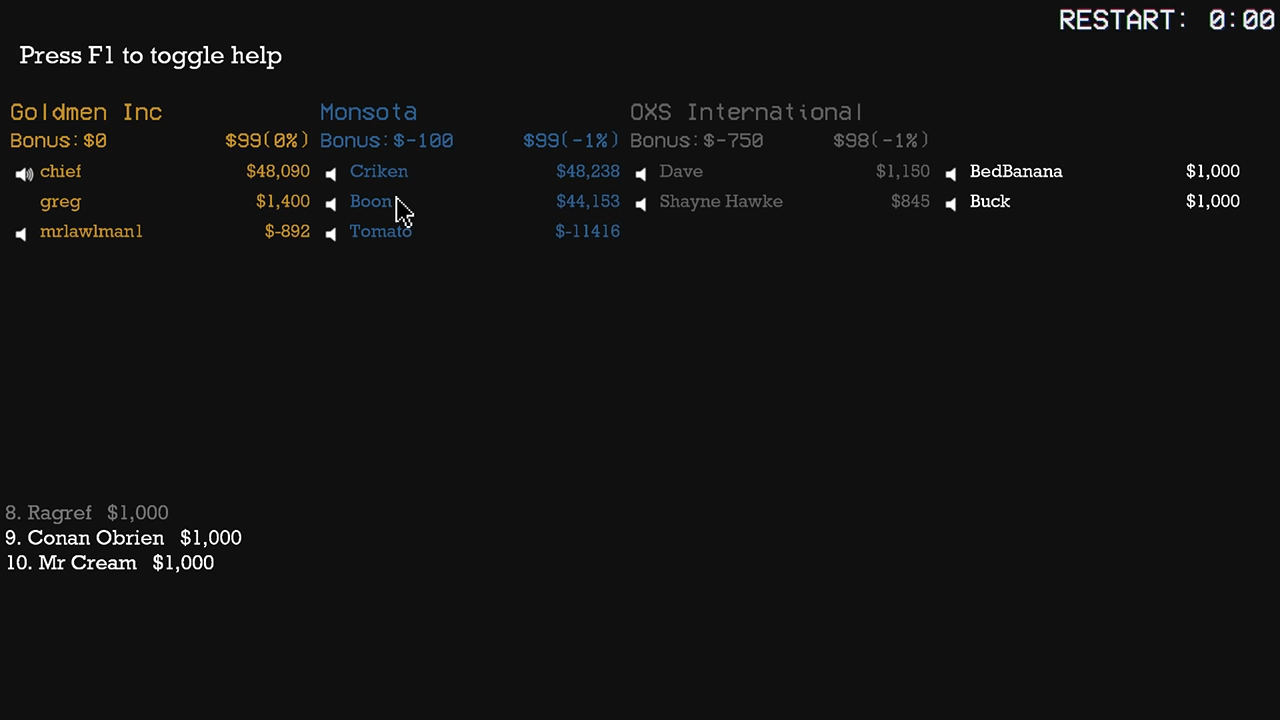 RESTART: 0:00
Press F1 to toggle help
Goldmen Inc Monsota OXS International
Bonus:$0 $99(0%) Bonus:$-100 $99(-1%) Bonus:$-750 $98(-1%)
chief $48,090 Criken $48,238 Dave $1,150 BedBanana $1,000
greg $1,400 Boon $44,153 Shayne Hawke $845 Buck $1,000
mrlawlman1 $-892 Tomato $-11416
8. Ragref $1,000
9. Conan Obrien $1,000
10. Mr Cream $1,000